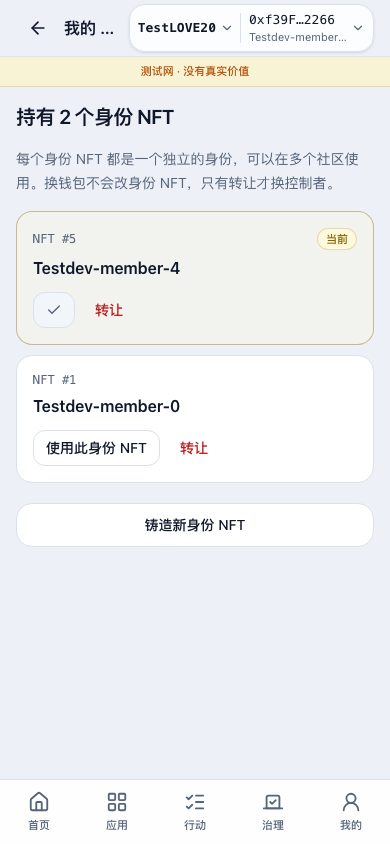 我的 ...
TestLOVE20
0xf39F…2266
Testdev-member...
测试网 · 没有真实价值
持有 2 个身份 NFT
每个身份 NFT 都是一个独立的身份，可以在多个社区使
用。换钱包不会改身份 NFT，只有转让才换控制者。
NFT #5
当前
Testdev-member-4
转让
NFT #1
Testdev-member-0
使用此身份 NFT
转让
铸造新身份 NFT
首页
应用
行动
治理
我的